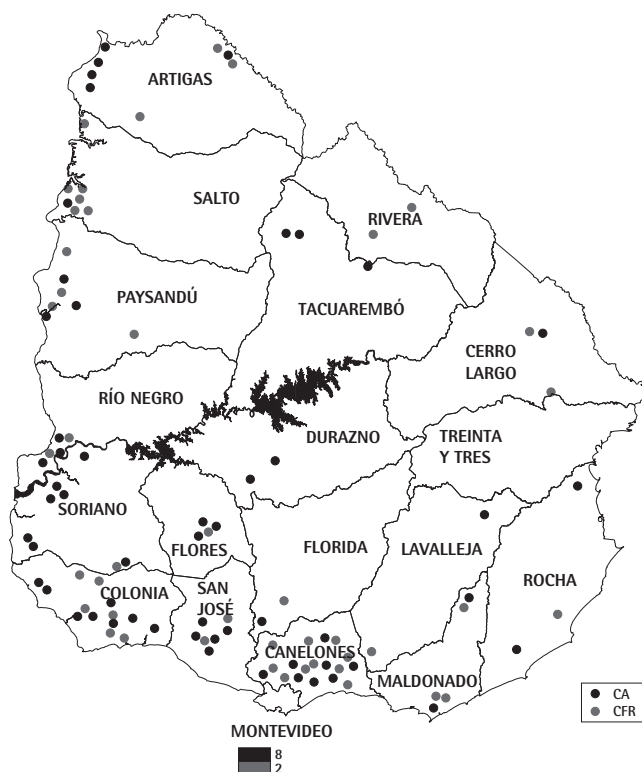 ARTIGAS
SALTO
RIVERA
PAYSANDÚ
TACUAREMBÓ
CERRO
LARGO
RÍO NEGRO
DURAZNO
TREINTA
Y TRES
SORIANO
FLORES
FLORIDA
LAVALLEJA
ROCHA
COLONIA
SAN
JOSÉ
CANELONES
MALDONADO
CA
CFR
MONTEVIDEO
8
2